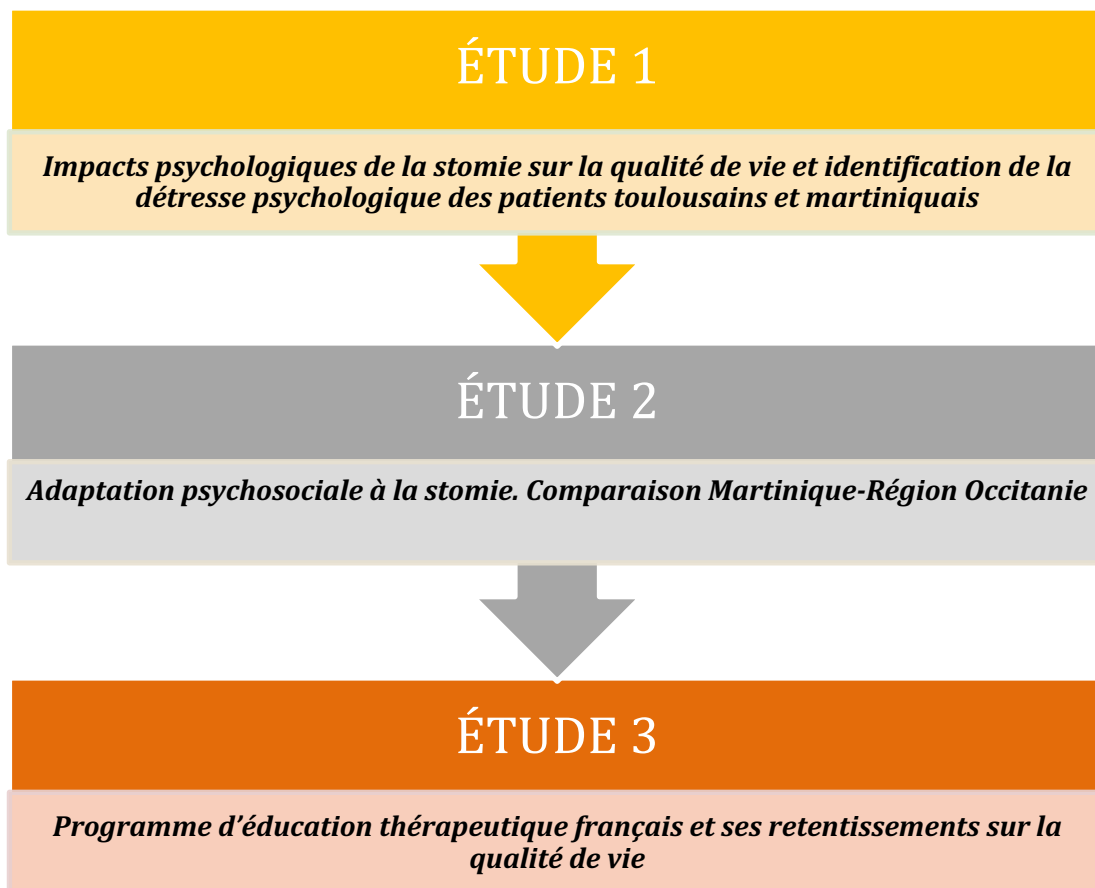 ÉTUDE 1
Impacts psychologiques de la stomie sur la qualité de vie et identification de la
détresse psychologique des patients toulousains et martiniquais
ÉTUDE 2
Adaptation psychosociale à la stomie. Comparaison Martinique-Région Occitanie
ÉTUDE 3
Programme d’éducation thérapeutique français et ses retentissements sur la
qualité de vie